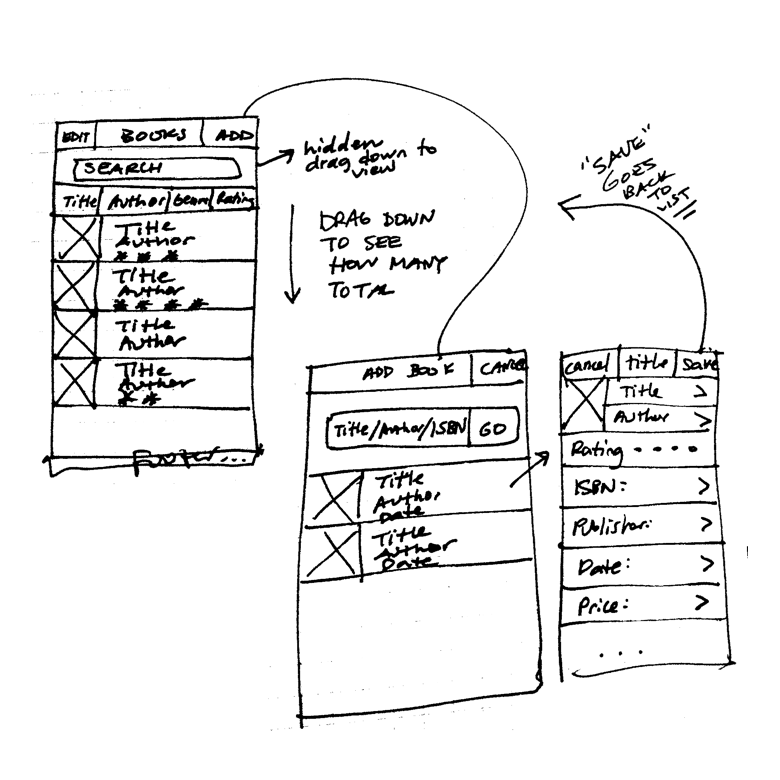 EDIT BOOKS ADD
SEARCH
Title Author Genre Rating
Title
Author
* * *
Title
Author
* * * *
Title
Author
Title
Author
* *
Footer...
hidden
drag down to
view
DRAG DOWN
TO SEE
HOW MANY
TOTAL
ADD BOOK CANCEL
Title/Author/ISBN GO
Title
Author
Date
Title
Author
Date
"SAVE"
GOES
BACK
TO
LIST
Cancel title Save
Title >
Author >
Rating • • • •
ISBN: >
Publisher: >
Date: >
Price: >
...